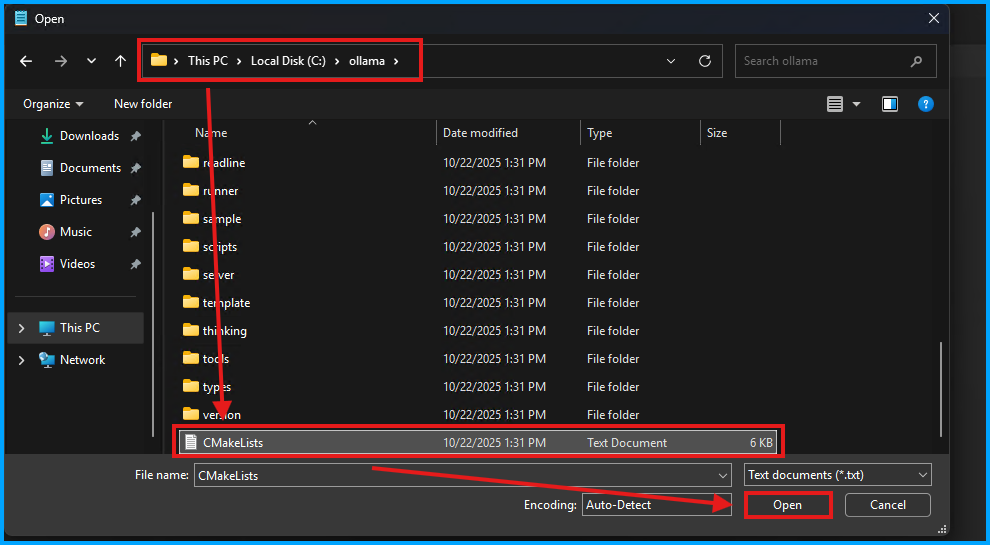 Open
This PC > Local Disk (C:) > ollama >
Search ollama
Organize New folder
Name Date modified Type Size
Downloads
Documents
Pictures
Music
Videos
This PC
Network
readline 10/22/2025 1:31 PM File folder
runner 10/22/2025 1:31 PM File folder
sample 10/22/2025 1:31 PM File folder
scripts 10/22/2025 1:31 PM File folder
server 10/22/2025 1:31 PM File folder
template 10/22/2025 1:31 PM File folder
thinking 10/22/2025 1:31 PM File folder
tools 10/22/2025 1:31 PM File folder
types 10/22/2025 1:31 PM File folder
version 10/22/2025 1:31 PM File folder
CMakeLists 10/22/2025 1:31 PM Text Document 6 KB
File name: CMakeLists Text documents (*.txt)
Encoding: Auto-Detect Open Cancel